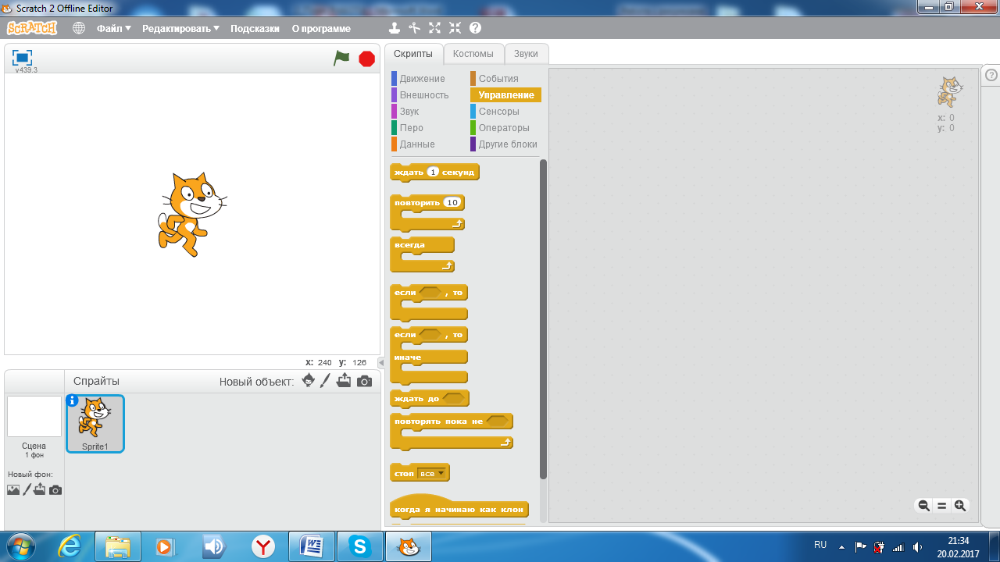 Scratch 2 Offline Editor
SCRATCH Файл Редактировать Подсказки О программе
v439.3
Скрипты Костюмы Звуки
Движение События
Внешность Управление
Звук Сенсоры
Перо Операторы
Данные Другие блоки
ждать 1 секунд
повторить 10
всегда
если , то
если , то
иначе
ждать до
повторять пока не
стоп все
когда я начинаю как клон
x: 0
y: 0
x: 240 y: 126
Спрайты Новый объект:
Сцена
1 фон
Новый фон:
Sprite1
RU
21:34
20.02.2017